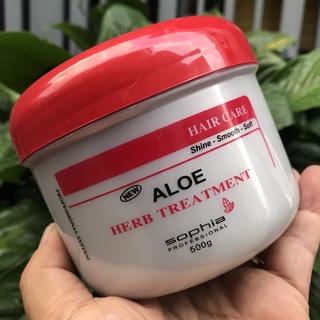 HAIR CARE
Shine - Smooth - Soft
NEW
ALOE
HERB TREATMENT
sophia
PROFESSIONAL
500g